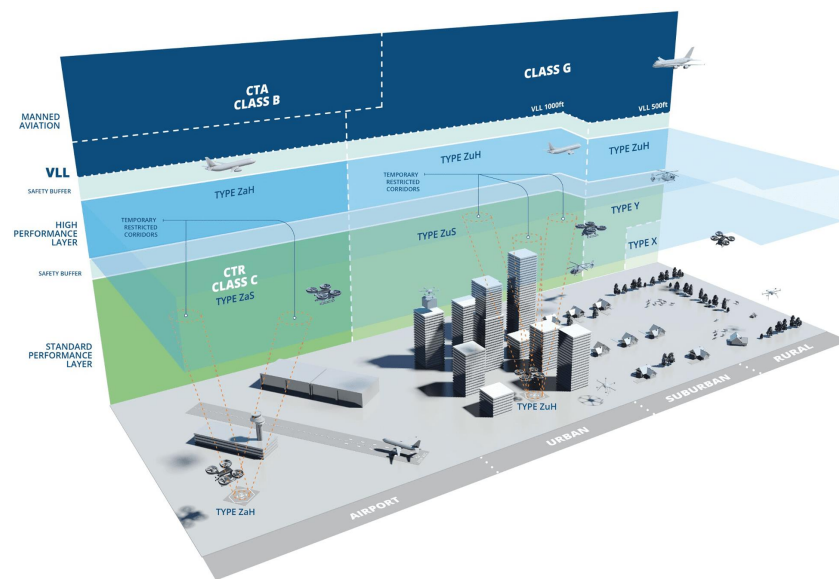 CTA
CLASS B
CLASS G
MANNED
AVIATION
VLL 1000ft
VLL 500ft
VLL
SAFETY BUFFER
TYPE ZaH
TYPE ZuH
TYPE ZuH
TEMPORARY
RESTRICTED
CORRIDORS
HIGH
PERFORMANCE
LAYER
TEMPORARY
RESTRICTED
CORRIDORS
TYPE Y
TYPE ZuS
TYPE X
SAFETY BUFFER
CTR
CLASS C
TYPE ZaS
STANDARD
PERFORMANCE
LAYER
TYPE ZuH
TYPE ZaH
AIRPORT
URBAN
SUBURBAN
RURAL